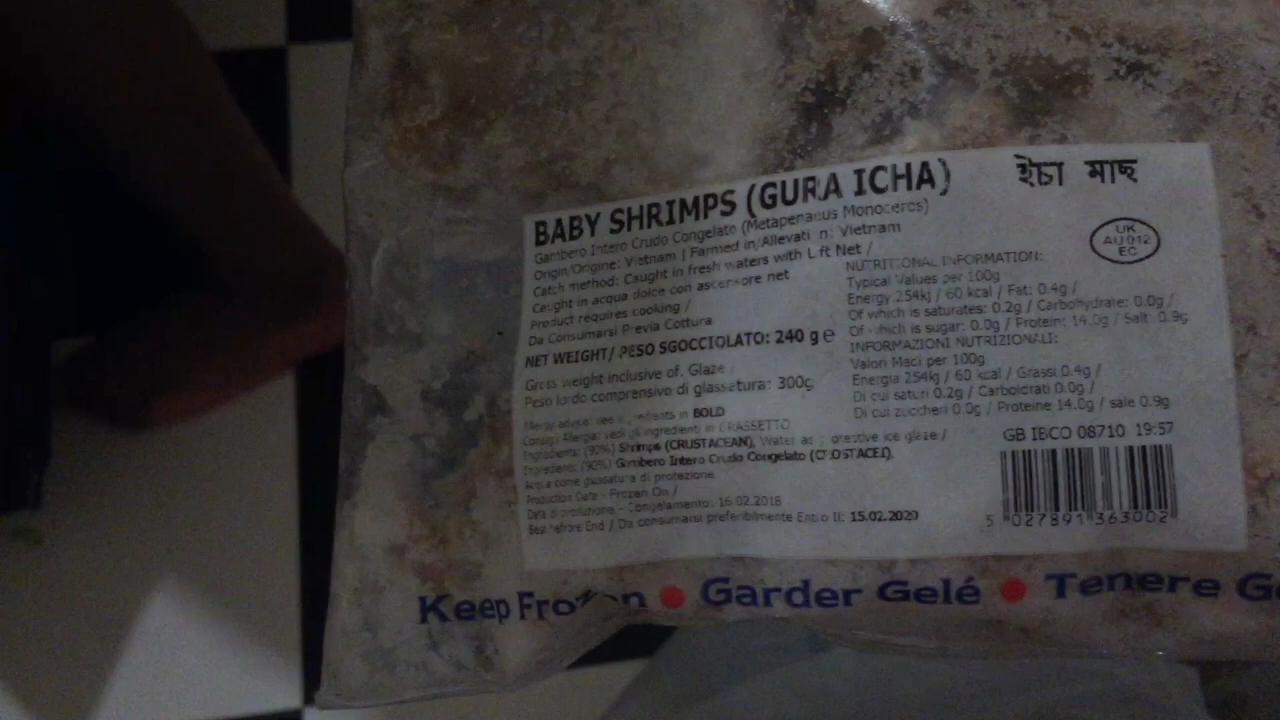 BABY SHRIMPS (GURA ICHA)
ইচা মাছ
Gambero Intero Crudo Congelato (Metapenaeus Monoceros)
Origin/Origine: Vietnam | Farmed in/Allevati n: Vietnam
Catch method: Caught in fresh waters with Lift Net /
Caught in acqua dolce con ascensore net
Product requires cooking /
Da Consumarsi Previa Cottura
NET WEIGHT/ PESO SGOCCIOLATO: 240 g e
Gross weight inclusive of. Glaze
Peso lordo comprensivo di glassatura: 300g
Allergy advice: see ingredients in BOLD
Consigli Allergia: vedi gli ingredienti in GRASSETTO
Ingredients: (90%) Shrimps (CRUSTACEAN), Water as protective ice glaze /
Ingredienti: (90%) Gambero Intero Crudo Congelato (CROSTACEI),
Acqua come glassatura di protezione
Production Date - Frozen On /
Data di produzione - Congelamento: 16.02.2018
Best before End / Da consumarsi preferibilmente Entro Il: 15.02.2020
UK
AU 012
EC
NUTRITIONAL INFORMATION:
Typical Values per 100g
Energy 254kj / 60 kcal / Fat: 0.4g /
Of which is saturates: 0.2g / Carbohydrate: 0.0g /
Of which is sugar: 0.0g / Protein: 14.0g / Salt: 0.9g
INFORMAZIONI NUTRIZIONALI:
Valori Maci per 100g
Energia 254kj / 60 kcal / Grassi 0.4g /
Di cui saturi 0.2g / Carboidrati 0.0g /
Di cui zuccheri 0.0g / Proteine 14.0g / sale 0.9g
GB IBCO 08710 19:57
5 027891 363002
Keep Frozen • Garder Gelé • Tenere